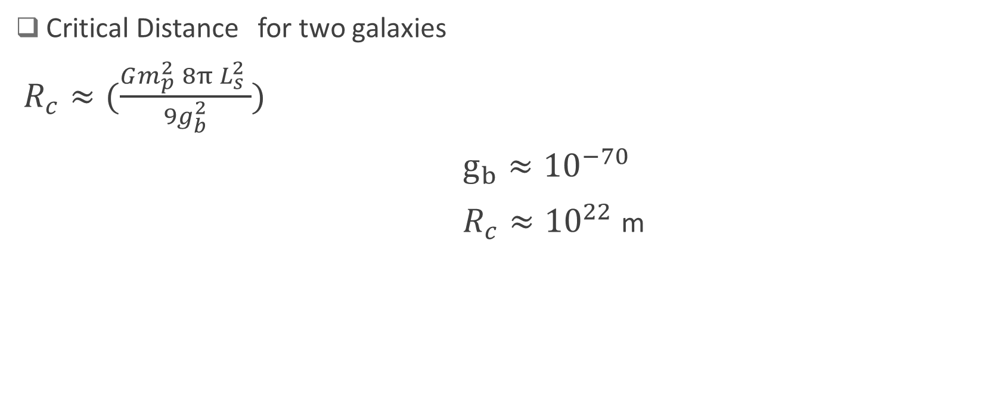 ❑ Critical Distance for two galaxies
R_c ≈ (\frac{Gm_p^2 8π L_s^2}{9g_b^2})
g_b ≈ 10^{−70}
R_c ≈ 10^{22} m